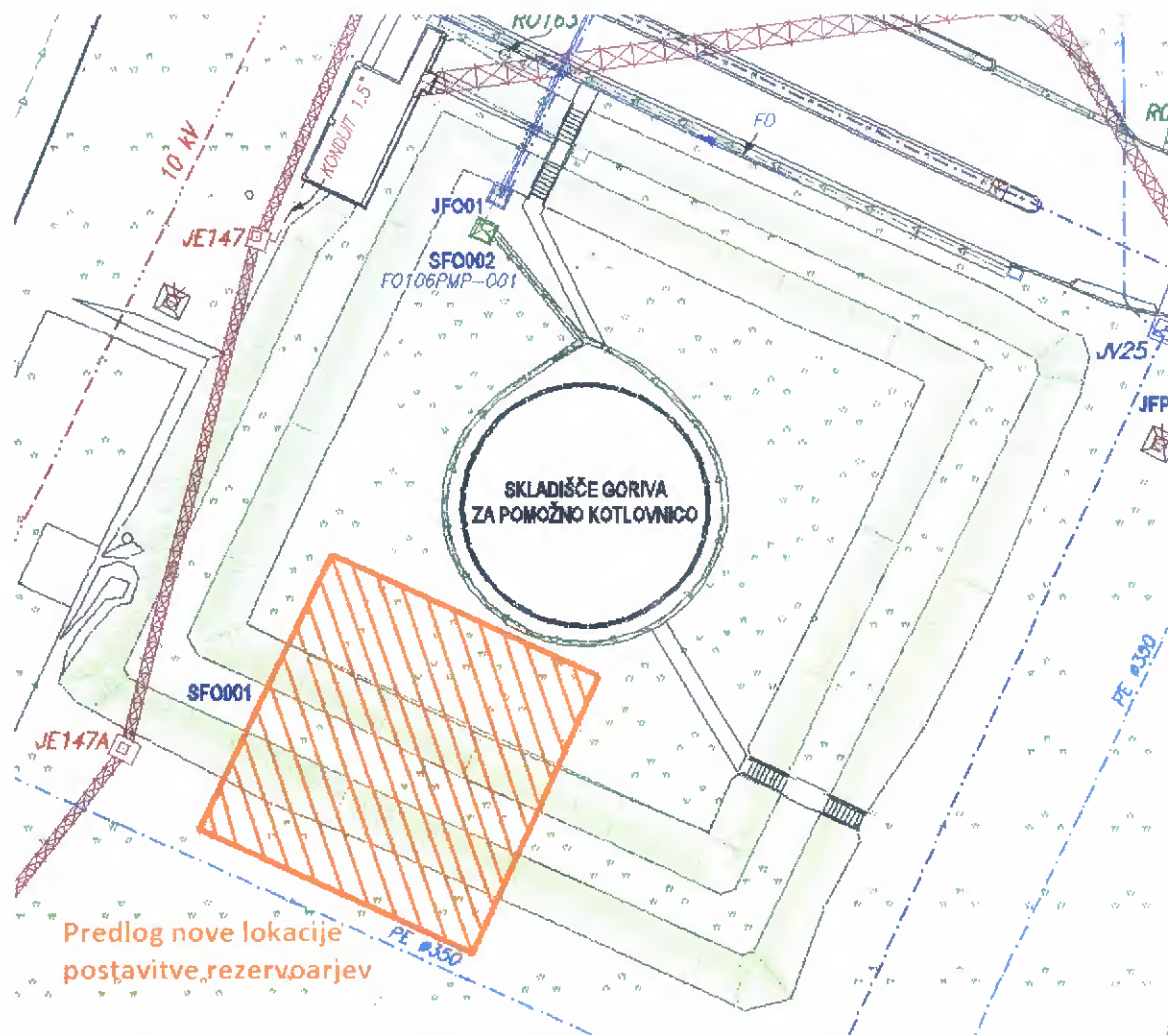 RO163
FO
10 KV
KONDUIT 1.5"
JFO01
JE147
SFO002
FO106PMP-001
JV25
SKLADIŠČE GORIVA
ZA POMOŽNO KOTLOVNICO
PE ø350
SFO001
JE147A
Predlog nove lokacije
postavitve rezervoarjev
PE ø350